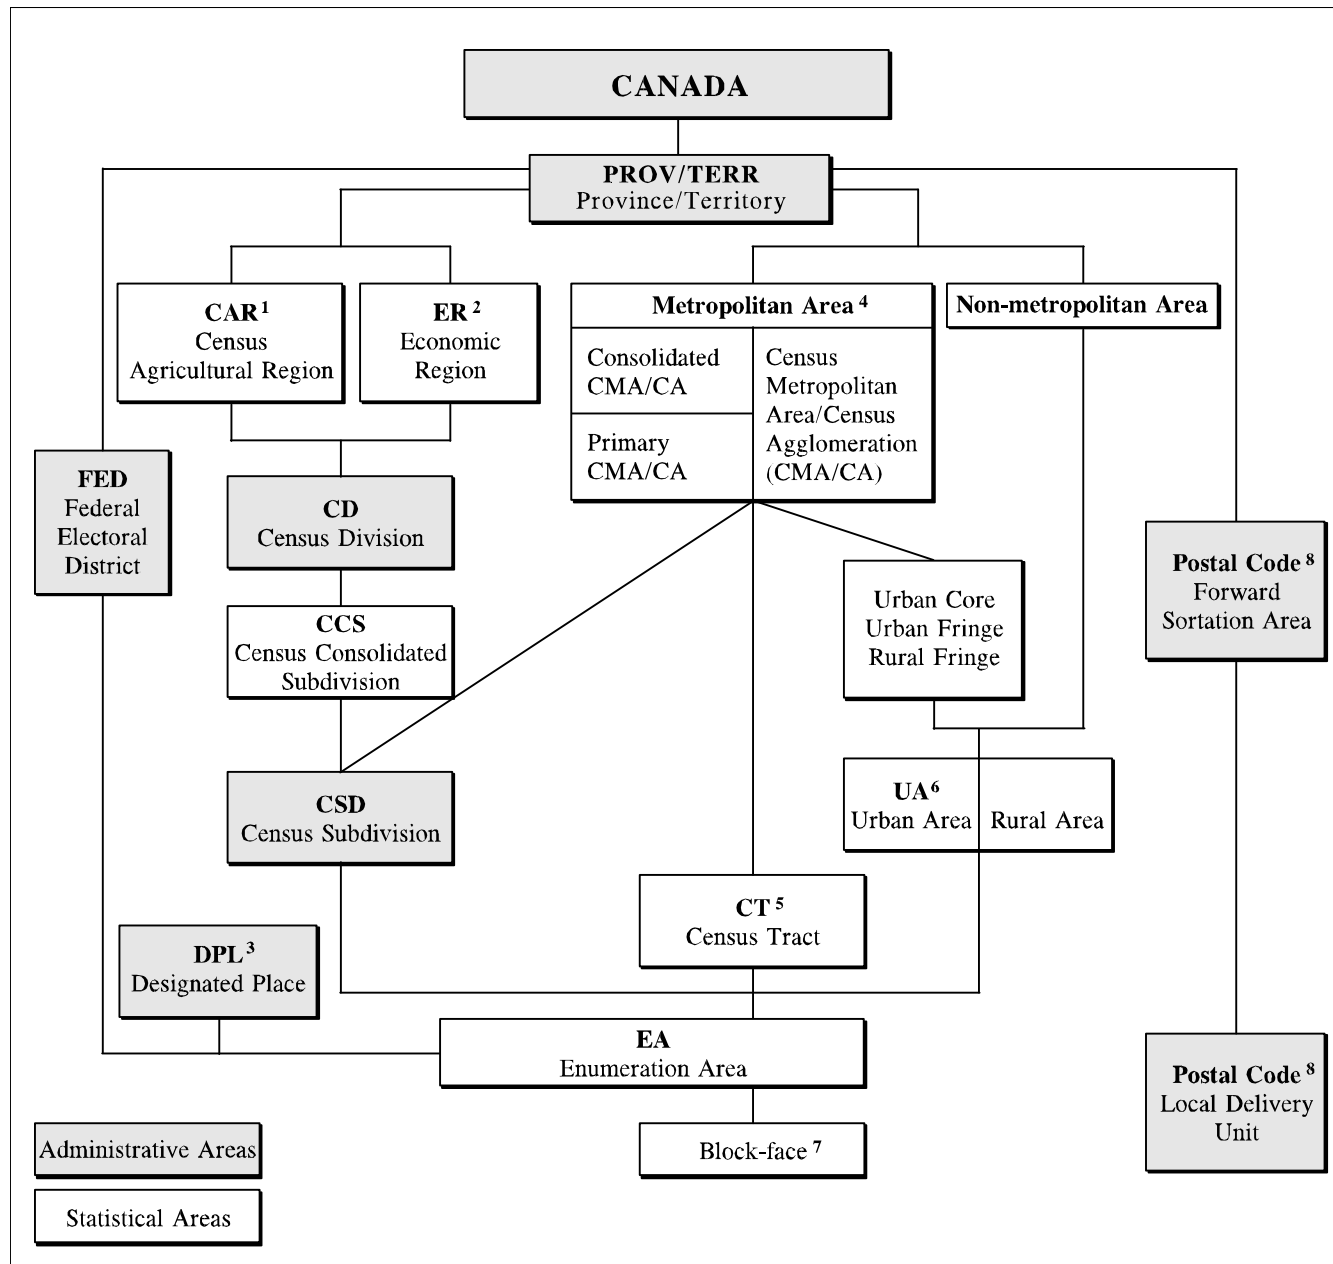 CANADA
PROV/TERR
Province/Territory
CAR 1
Census
Agricultural Region
ER 2
Economic
Region
Metropolitan Area 4
Consolidated
CMA/CA
Primary
CMA/CA
Census
Metropolitan
Area/Census
Agglomeration
(CMA/CA)
Non-metropolitan Area
FED
Federal
Electoral
District
CD
Census Division
CCS
Census Consolidated
Subdivision
Urban Core
Urban Fringe
Rural Fringe
Postal Code 8
Forward
Sortation Area
CSD
Census Subdivision
UA 6
Urban Area
Rural Area
CT 5
Census Tract
DPL 3
Designated Place
EA
Enumeration Area
Postal Code 8
Local Delivery
Unit
Block-face 7
Administrative Areas
Statistical Areas